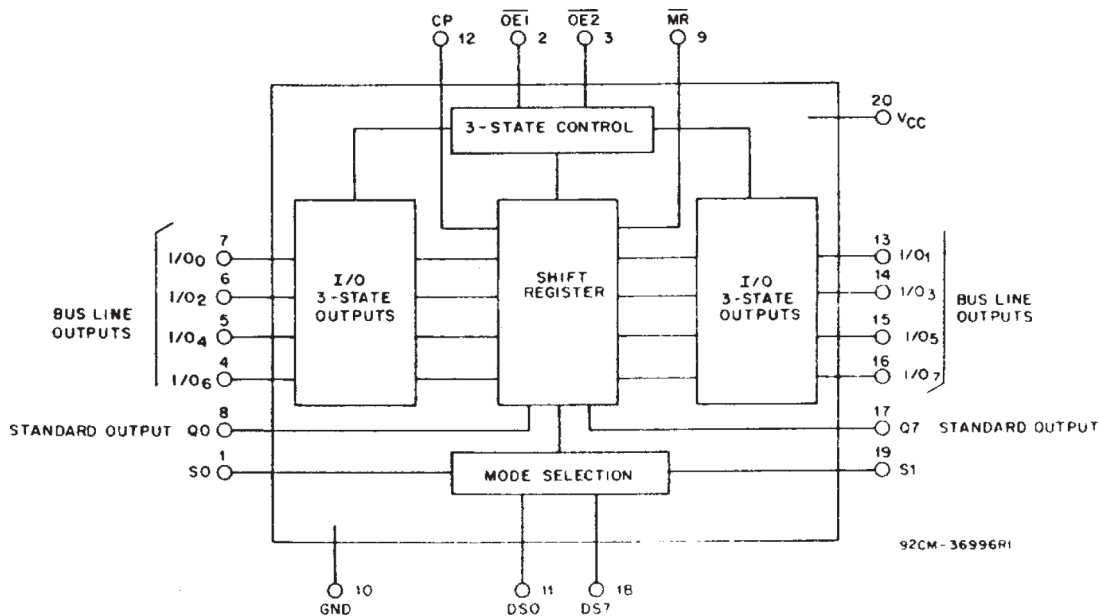 CP
12
OE1
2
OE2
3
MR
9
20
VCC
3-STATE CONTROL
7
I/O0
6
I/O2
5
I/O4
4
I/O6
BUS LINE
OUTPUTS
I/O
3-STATE
OUTPUTS
SHIFT
REGISTER
I/O
3-STATE
OUTPUTS
13
I/O1
14
I/O3
15
I/O5
16
I/O7
BUS LINE
OUTPUTS
8
STANDARD OUTPUT Q0
17
Q7 STANDARD OUTPUT
1
S0
MODE SELECTION
19
S1
92CM-36996R1
10
GND
11
DS0
18
DS7